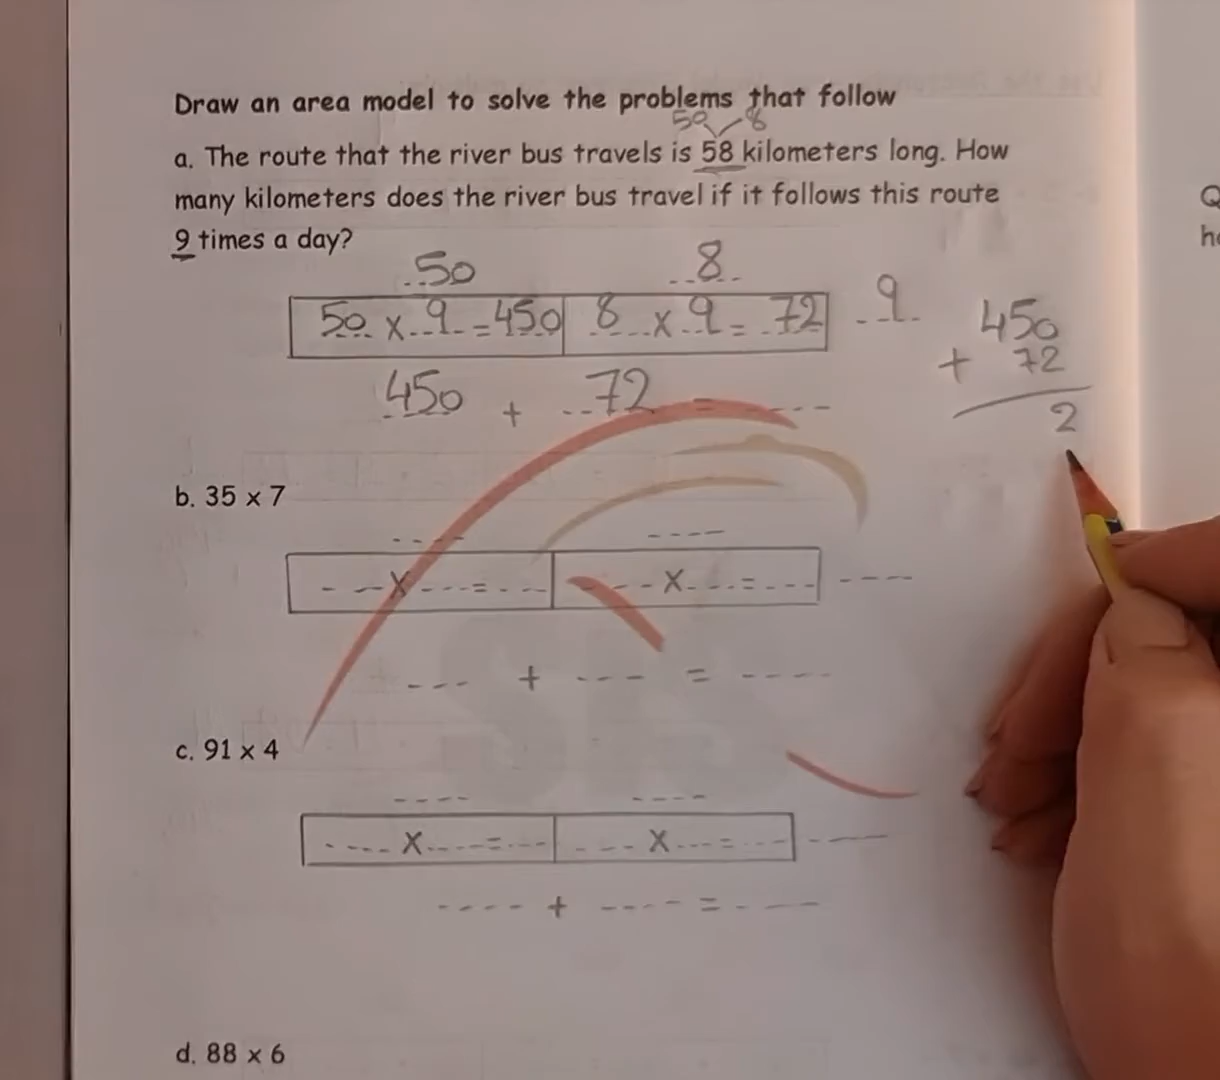 Draw an area model to solve the problems that follow
50 8
a. The route that the river bus travels is 58 kilometers long. How
many kilometers does the river bus travel if it follows this route
9 times a day?
50 8
50 x 9 = 450 8 x 9 = 72 9
450 + 72 =
450
+ 72
2
b. 35 x 7
x = x =
+ =
c. 91 x 4
x = x =
+ =
d. 88 x 6